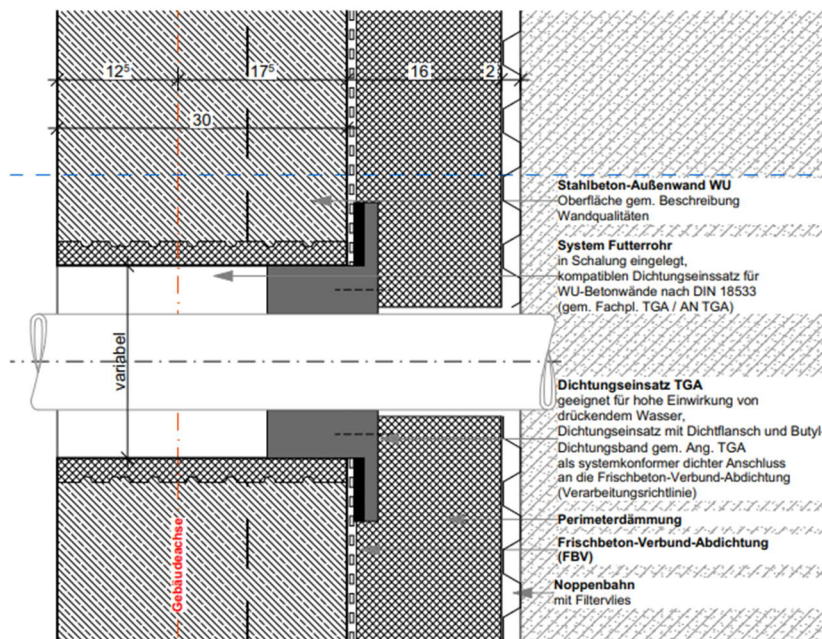 12⁵
17⁵
16
2
30
Stahlbeton-Außenwand WU
Oberfläche gem. Beschreibung
Wandqualitäten
System Futterrohr
in Schalung eingelegt,
kompatiblen Dichtungseinssatz für
WU-Betonwände nach DIN 18533
(gem. Fachpl. TGA / AN TGA)
variabel
Dichtungseinsatz TGA
geeignet für hohe Einwirkung von
drückendem Wasser,
Dichtungseinsatz mit Dichtflansch und Butyl-
Dichtungsband gem. Ang. TGA
als systemkonformer dichter Anschluss
an die Frischbeton-Verbund-Abdichtung
(Verarbeitungsrichtlinie)
Gebäudeachse
Perimeterdämmung
Frischbeton-Verbund-Abdichtung
(FBV)
Noppenbahn
mit Filtervlies